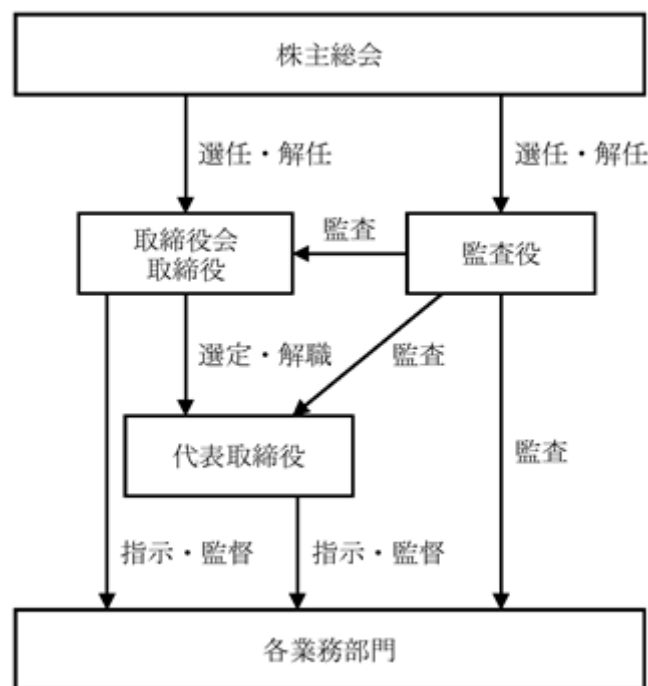 株主総会
選任・解任
選任・解任
取締役会
取締役
監査
監査役
選定・解職
監査
代表取締役
監査
指示・監督
指示・監督
各業務部門